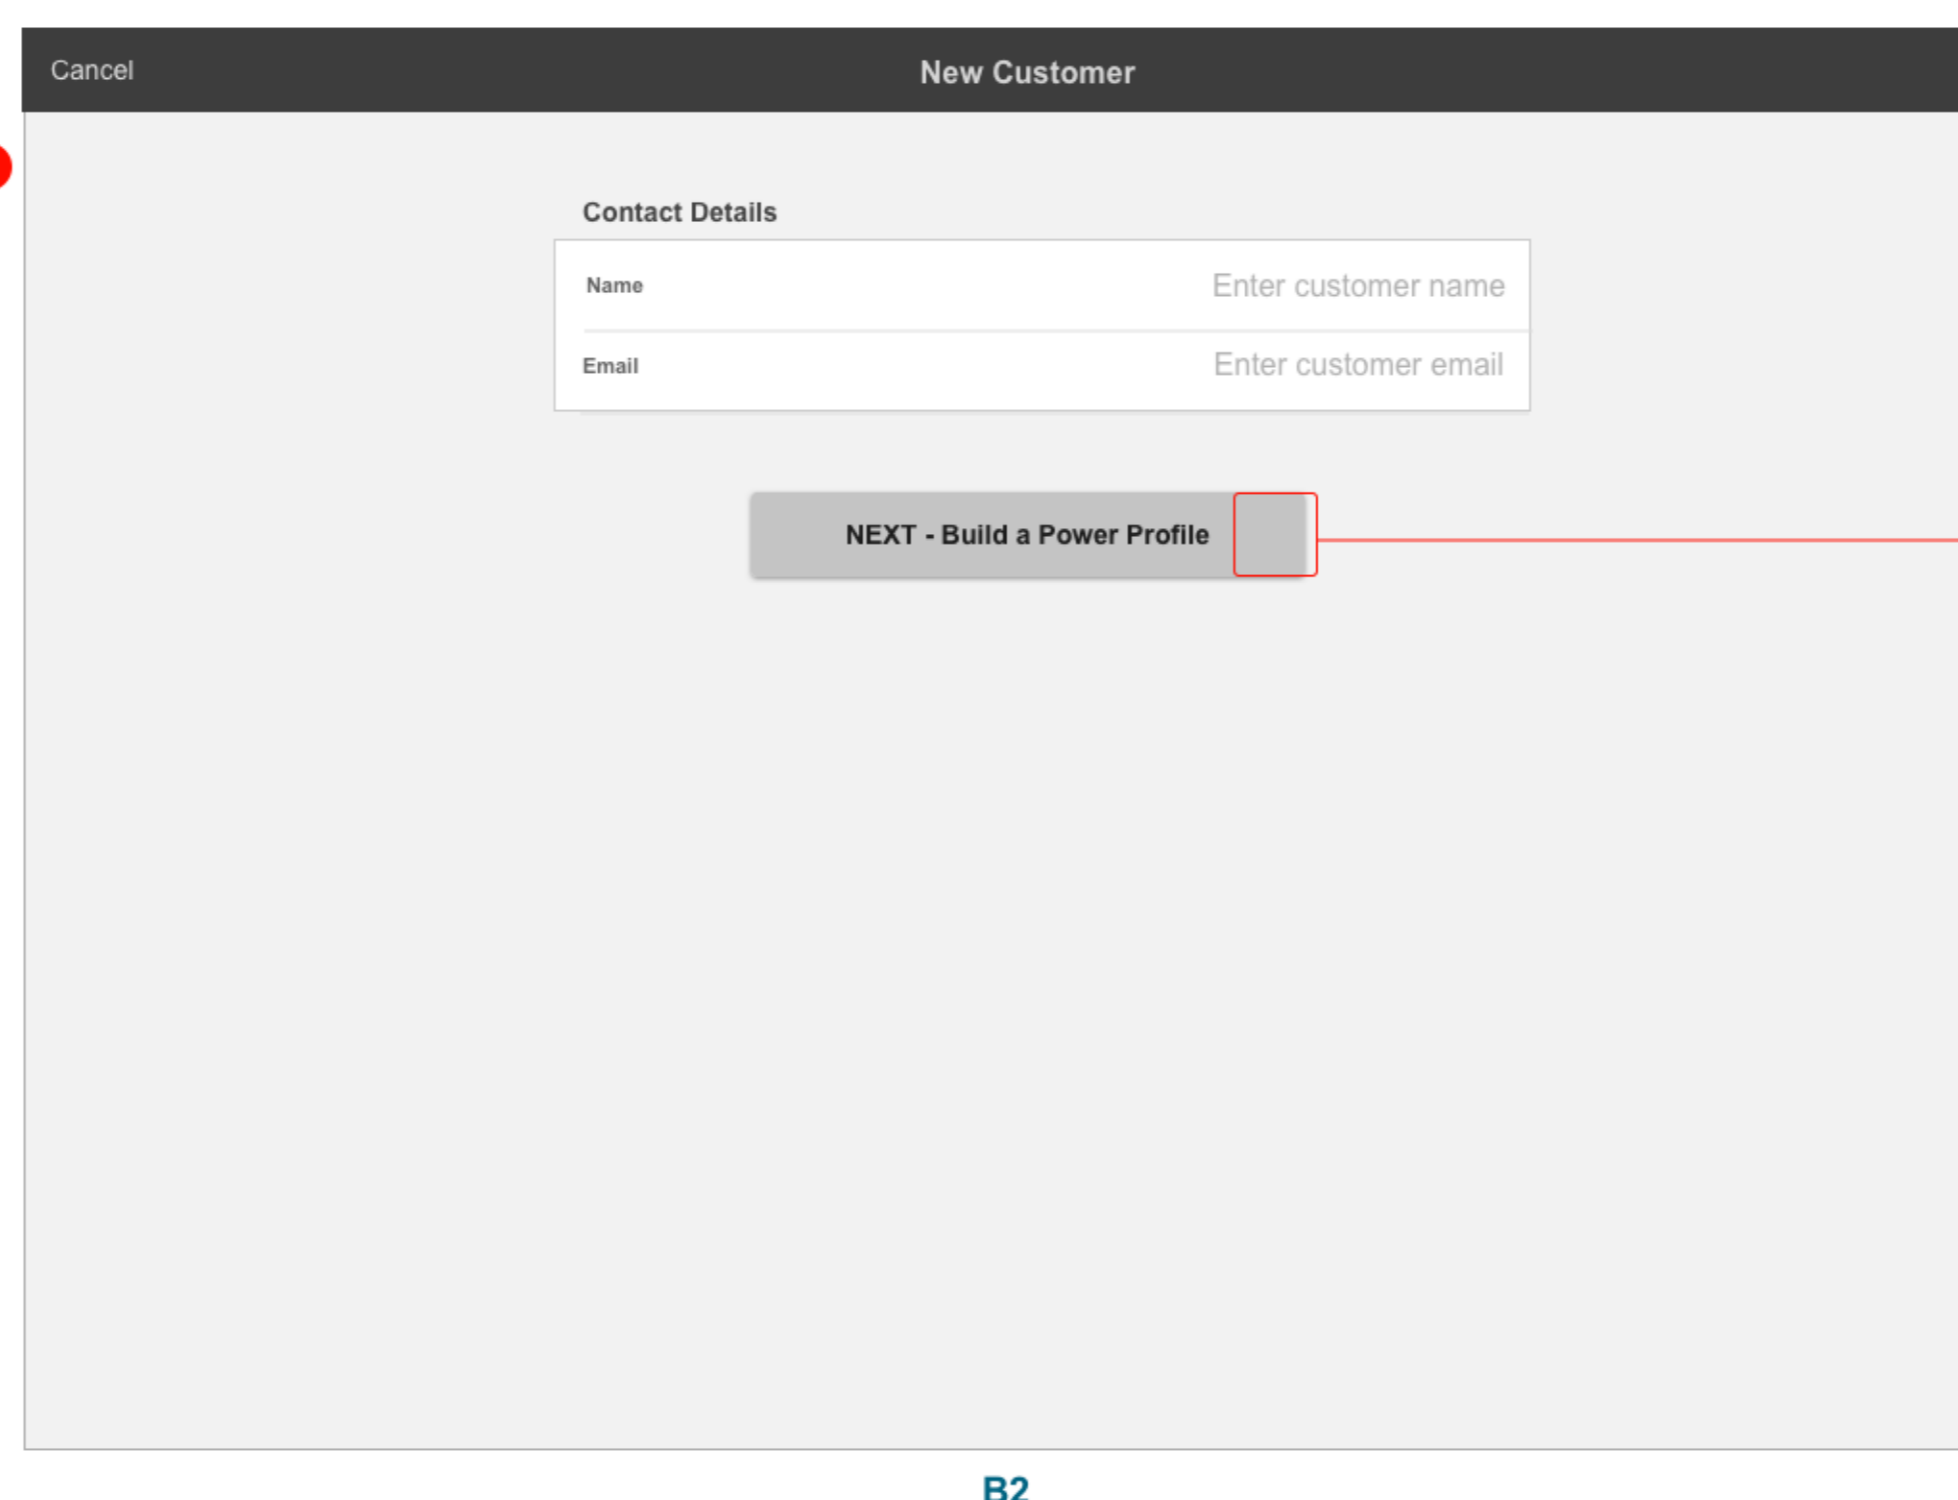 Cancel
New Customer
Contact Details
Name
Enter customer name
Email
Enter customer email
NEXT - Build a Power Profile
B2